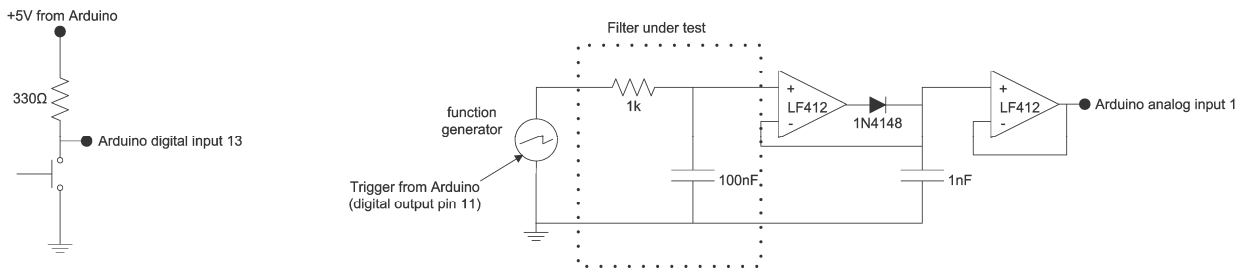 +5V from Arduino
330Ω
Arduino digital input 13
function
generator
Trigger from Arduino
(digital output pin 11)
Filter under test
1k
100nF
+
LF412
-
1N4148
1nF
+
LF412
-
Arduino analog input 1